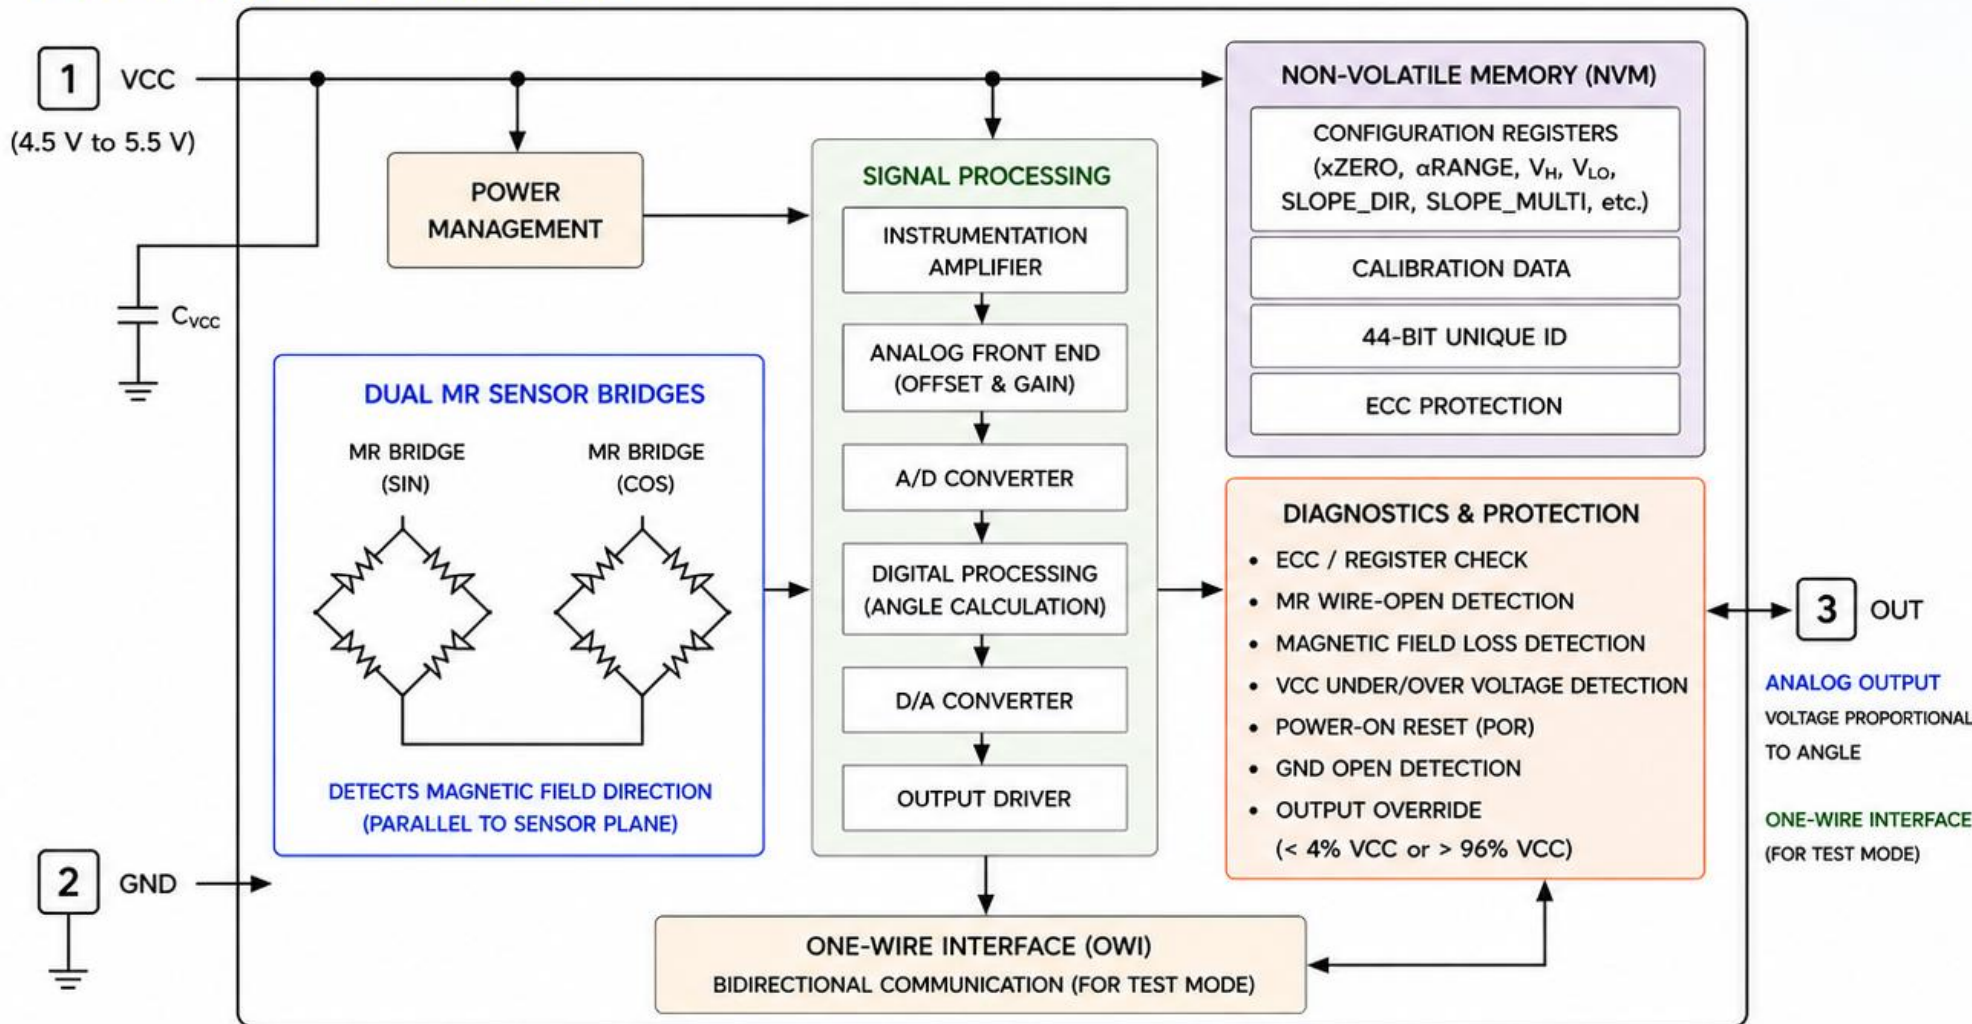 1 VCC
(4.5 V to 5.5 V)
CVCC
POWER
MANAGEMENT
DUAL MR SENSOR BRIDGES
MR BRIDGE
(SIN)
MR BRIDGE
(COS)
DETECTS MAGNETIC FIELD DIRECTION
(PARALLEL TO SENSOR PLANE)
2 GND
SIGNAL PROCESSING
INSTRUMENTATION
AMPLIFIER
ANALOG FRONT END
(OFFSET & GAIN)
A/D CONVERTER
DIGITAL PROCESSING
(ANGLE CALCULATION)
D/A CONVERTER
OUTPUT DRIVER
NON-VOLATILE MEMORY (NVM)
CONFIGURATION REGISTERS
(xZERO, αRANGE, VH, VLO,
SLOPE_DIR, SLOPE_MULTI, etc.)
CALIBRATION DATA
44-BIT UNIQUE ID
ECC PROTECTION
DIAGNOSTICS & PROTECTION
• ECC / REGISTER CHECK
• MR WIRE-OPEN DETECTION
• MAGNETIC FIELD LOSS DETECTION
• VCC UNDER/OVER VOLTAGE DETECTION
• POWER-ON RESET (POR)
• GND OPEN DETECTION
• OUTPUT OVERRIDE
(< 4% VCC or > 96% VCC)
3 OUT
ANALOG OUTPUT
VOLTAGE PROPORTIONAL
TO ANGLE
ONE-WIRE INTERFACE
(FOR TEST MODE)
ONE-WIRE INTERFACE (OWI)
BIDIRECTIONAL COMMUNICATION (FOR TEST MODE)